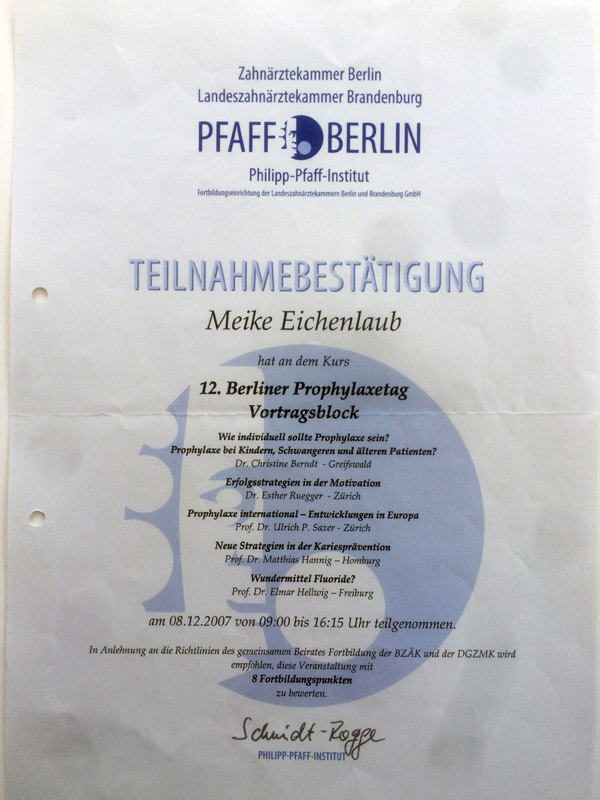 Zahnärztekammer Berlin
Landeszahnärztekammer Brandenburg
PFAFF BERLIN
Philipp-Pfaff-Institut
Fortbildungseinrichtung der Landeszahnärztekammern Berlin und Brandenburg GmbH
TEILNAHMEBESTÄTIGUNG
Meike Eichenlaub
hat an dem Kurs
12. Berliner Prophylaxetag
Vortragsblock
Wie individuell sollte Prophylaxe sein?
Prophylaxe bei Kindern, Schwangeren und älteren Patienten?
Dr. Christine Berndt - Greifswald
Erfolgsstrategien in der Motivation
Dr. Esther Ruegger - Zürich
Prophylaxe international – Entwicklungen in Europa
Prof. Dr. Ulrich P. Saxer - Zürich
Neue Strategien in der Kariesprävention
Prof. Dr. Matthias Hannig – Homburg
Wundermittel Fluoride?
Prof. Dr. Elmar Hellwig – Freiburg
am 08.12.2007 von 09:00 bis 16:15 Uhr teilgenommen.
In Anlehnung an die Richtlinien des gemeinsamen Beirates Fortbildung der BZÄK und der DGZMK wird
empfohlen, diese Veranstaltung mit
8 Fortbildungspunkten
zu bewerten.
Schmidt-Rogge
PHILIPP-PFAFF-INSTITUT